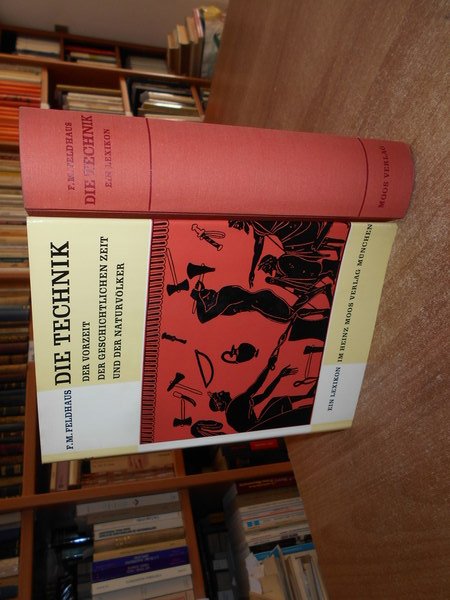 F.M. FELDHAUS
DIE TECHNIK
EIN LEXIKON
MOOS VERLAG
F.M. FELDHAUS DIE TECHNIK
DER VORZEIT
DER GESCHICHTLICHEN ZEIT
UND DER NATURVÖLKER
EIN LEXIKON IM HEINZ MOOS VERLAG MÜNCHEN